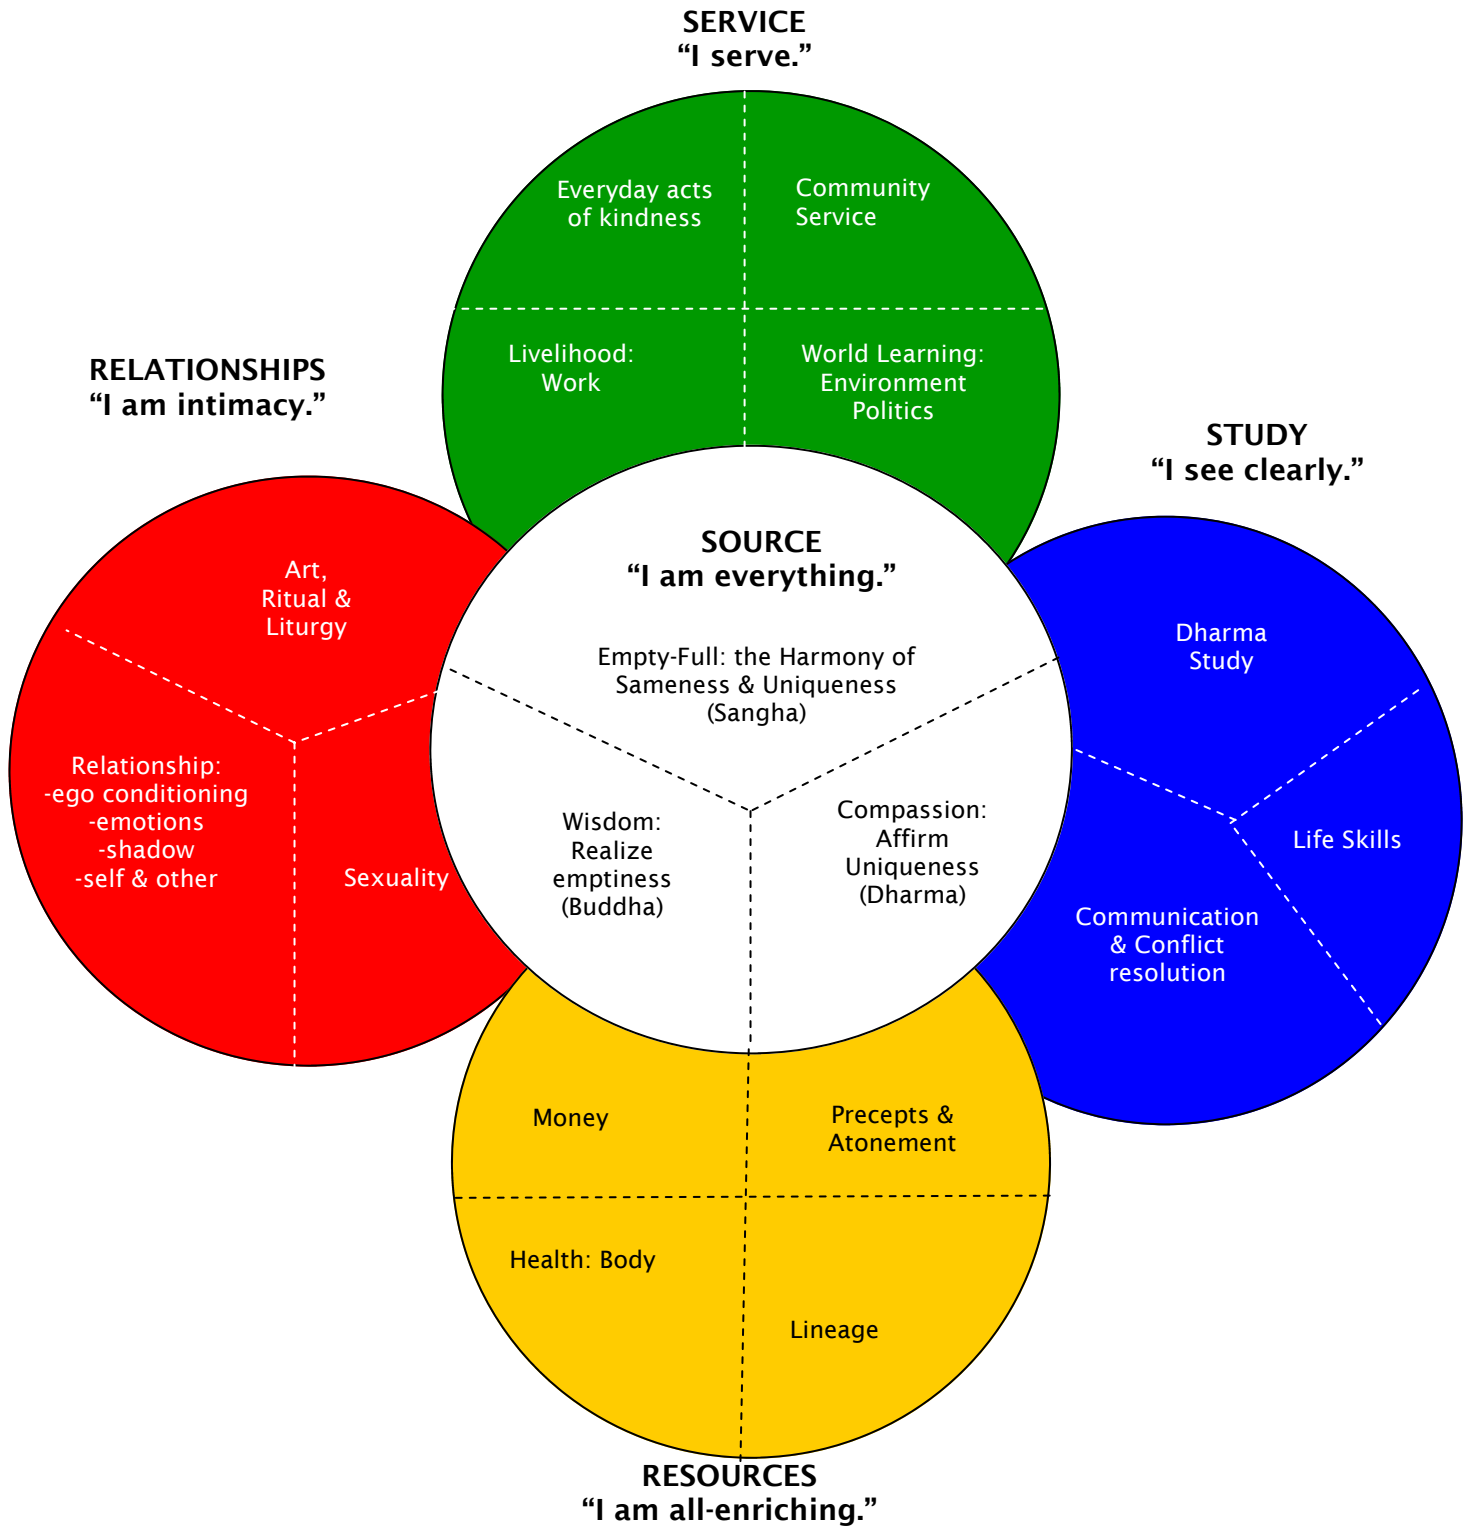 SERVICE
“I serve.”
Everyday acts
of kindness
Community
Service
Livelihood:
Work
World Learning:
Environment
Politics
RELATIONSHIPS
“I am intimacy.”
Art,
Ritual &
Liturgy
Relationship:
-ego conditioning
-emotions
-shadow
-self & other
Sexuality
SOURCE
“I am everything.”
Empty-Full: the Harmony of
Sameness & Uniqueness
(Sangha)
Wisdom:
Realize
emptiness
(Buddha)
Compassion:
Affirm
Uniqueness
(Dharma)
STUDY
“I see clearly.”
Dharma
Study
Life Skills
Communication
& Conflict
resolution
Money
Precepts &
Atonement
Health: Body
Lineage
RESOURCES
“I am all-enriching.”